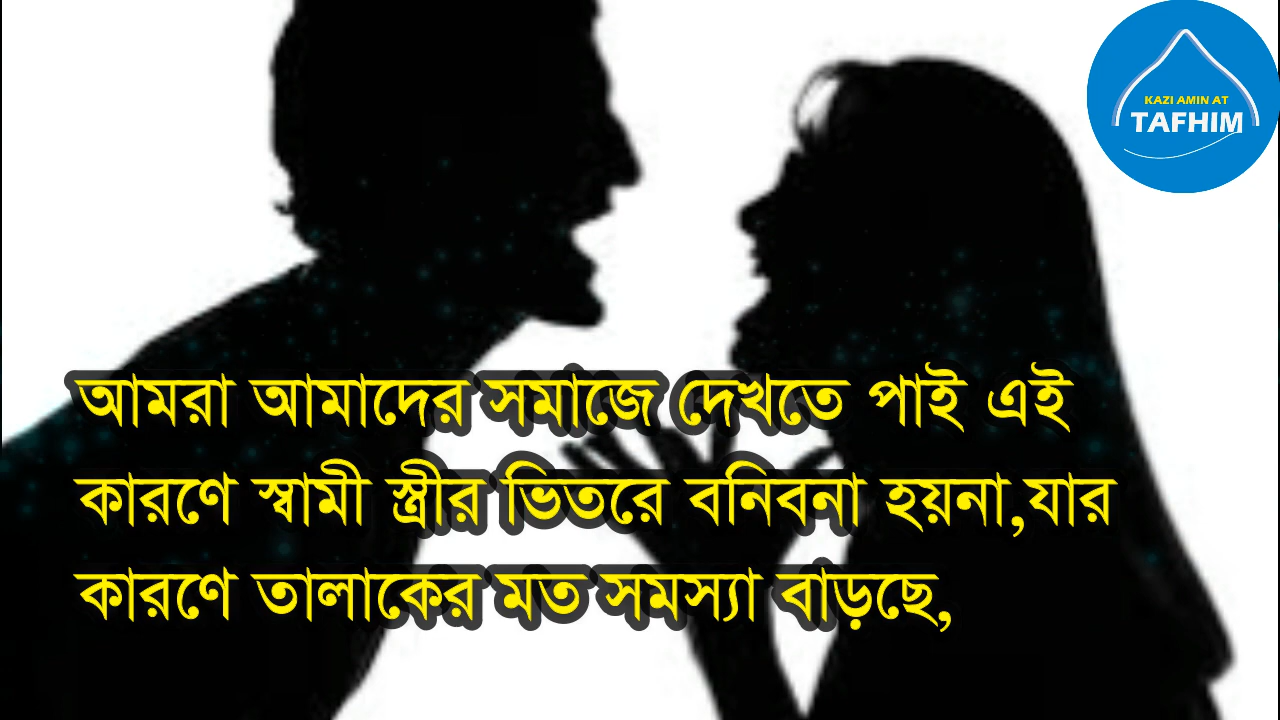 KAZI AMIN AT
TAFHIM
আমরা আমাদের সমাজে দেখতে পাই এই
কারণে স্বামী স্ত্রীর ভিতরে বনিবনা হয়না,যার
কারণে তালাকের মত সমস্যা বাড়ছে,